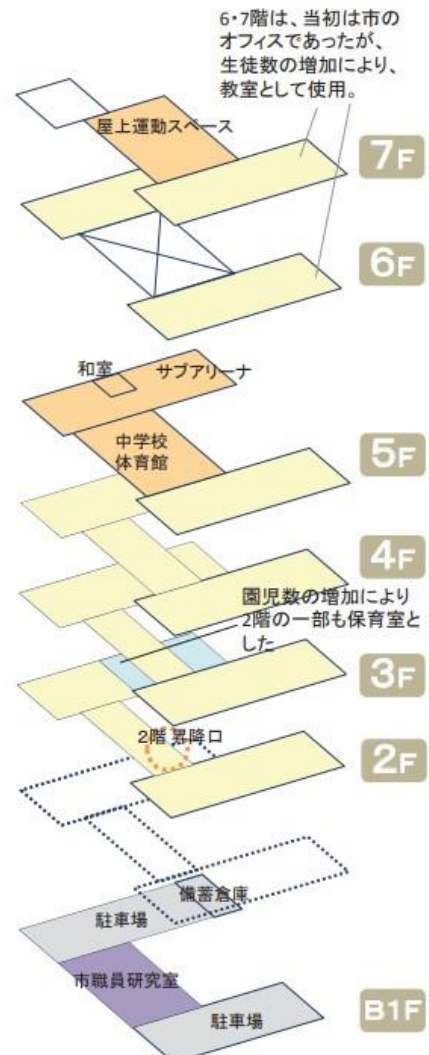 6・7階は、当初は市の
オフィスであったが、
生徒数の増加により、
教室として使用。
屋上運動スペース
7F
6F
和室
サブアリーナ
中学校
体育館
5F
4F
園児数の増加により
2階の一部も保育室と
した
3F
2階 昇降口
2F
備蓄倉庫
駐車場
市職員研究室
駐車場
B1F